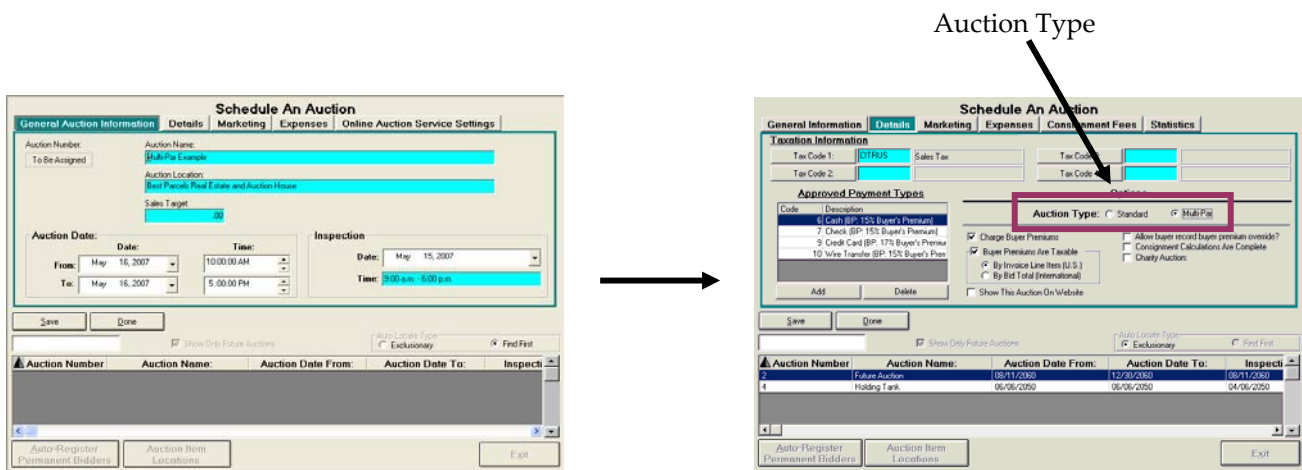 Auction Type
Schedule An Auction
General Auction Information Details Marketing Expenses Online Auction Service Settings
Auction Number:
To Be Assigned
Auction Name:
Multi-Par Example
Auction Location:
Best Parcels Real Estate and Auction House
Sales Target
.00
Auction Date:
Date: Time:
From: May 16, 2007 10:00:00 AM
To: May 16, 2007 5:00:00 PM
Inspection
Date: May 15, 2007
Time: 9:00 a.m. - 6:00 p.m.
Save Done
Show Only Future Auctions
Auto Locate Type
Exclusionary Find First
Auction Number Auction Name: Auction Date From: Auction Date To: Inspecti
Auto-Register Permanent Bidders
Auction Item Locations
Exit
Schedule An Auction
General Information Details Marketing Expenses Consignment Fees Statistics
Taxation Information
Tax Code 1: CITRUS Sales Tax
Tax Code 2:
Tax Code
Tax Code
Approved Payment Types
Code Description
6 Cash (BP: 15% Buyer's Premium)
7 Check (BP: 15% Buyer's Premium)
9 Credit Card (BP: 17% Buyer's Premiur
10 Wire Transfer (BP: 15% Buyer's Prem
Add Delete
Options
Auction Type: Standard Multi-Par
Charge Buyer Premiums
Buyer Premiums Are Taxable
By Invoice Line Item (U.S.)
By Bid Total (International)
Show This Auction On Website
Allow buyer record buyer premium override?
Consignment Calculations Are Complete
Charity Auction:
Save Done
Show Only Future Auctions
Auto Locate Type
Exclusionary Find First
Auction Number Auction Name: Auction Date From: Auction Date To: Inspecti
2 Future Auction 08/11/2060 12/30/2060 08/11/2060
4 Holding Tank 06/06/2050 06/06/2050 04/06/2050
Auto-Register Permanent Bidders
Auction Item Locations
Exit